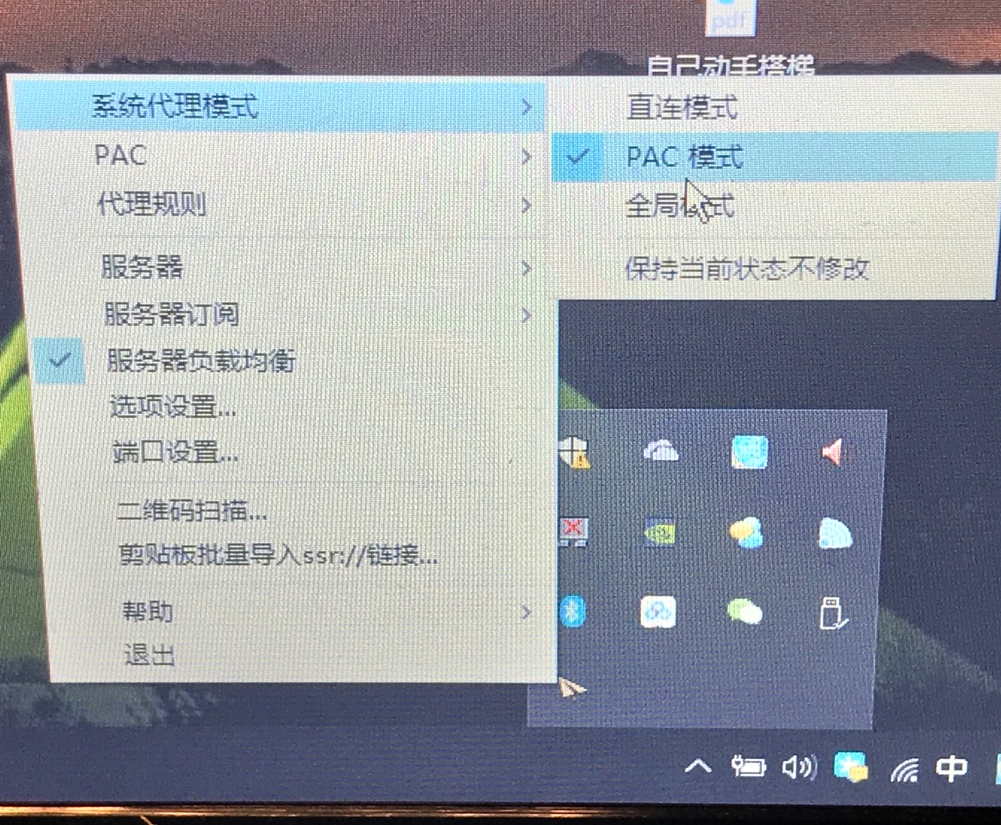 pdf
自己动手搭梯
系统代理模式
PAC
代理规则
服务器
服务器订阅
服务器负载均衡
选项设置...
端口设置...
二维码扫描...
剪贴板批量导入ssr://链接...
帮助
退出
直连模式
PAC 模式
全局模式
保持当前状态不修改
中